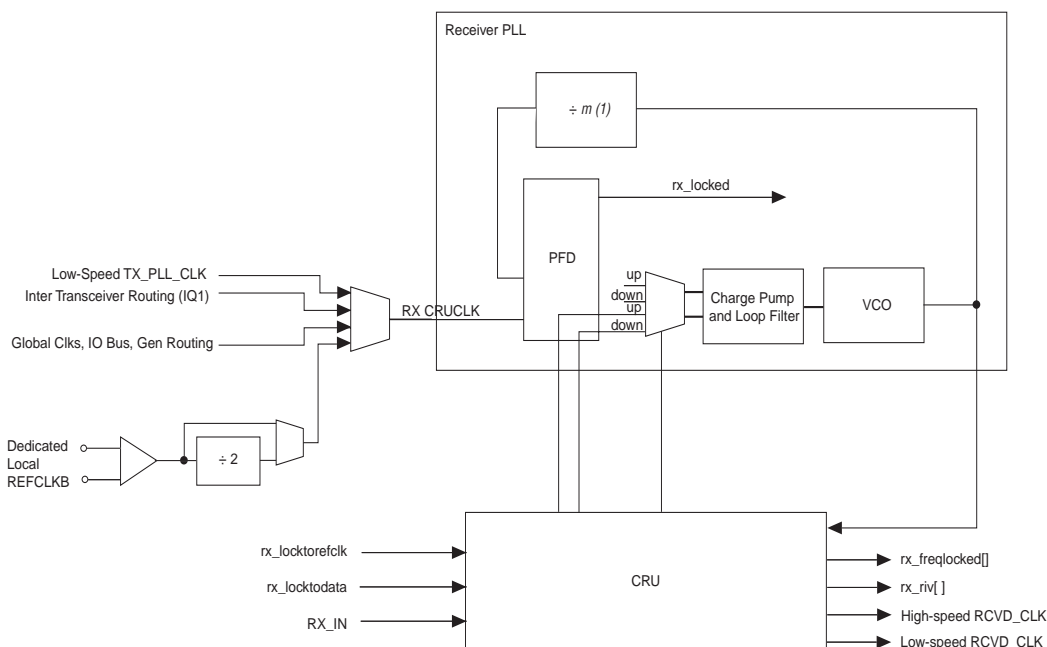 Receiver PLL
÷ m (1)
rx_locked
PFD
Low-Speed TX_PLL_CLK
Inter Transceiver Routing (IQ1)
Global Clks, IO Bus, Gen Routing
RX CRUCLK
up
down
up
down
Charge Pump
and Loop Filter
VCO
Dedicated
Local
REFCLKB
÷ 2
rx_locktorefclk
rx_locktodata
RX_IN
CRU
rx_freqlocked[]
rx_rlv[ ]
High-speed RCVD_CLK
Low-speed RCVD_CLK